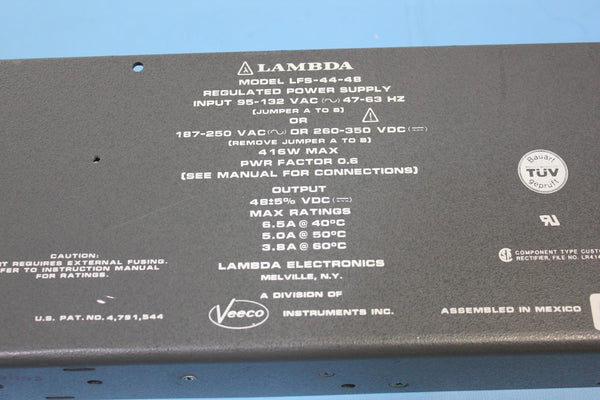 LAMBDA
MODEL LFS-44-48
REGULATED POWER SUPPLY
INPUT 95-132 VAC (~) 47-63 HZ
(JUMPER A TO B)
OR
187-250 VAC (~) OR 260-350 VDC (⎓)
(REMOVE JUMPER A TO B)
416W MAX
PWR FACTOR 0.6
(SEE MANUAL FOR CONNECTIONS)
OUTPUT
48±5% VDC (⎓)
MAX RATINGS
6.5A @ 40°C
5.0A @ 50°C
3.8A @ 60°C
LAMBDA ELECTRONICS
MELVILLE, N.Y.
A DIVISION OF
Veeco INSTRUMENTS INC.
CAUTION:
REQUIRES EXTERNAL FUSING.
TO INSTRUCTION MANUAL
FOR RATINGS.
U.S. PAT. NO. 4,791,544
Bauart
TÜV
geprüft
COMPONENT TYPE
RECTIFIER, FILE NO.
ASSEMBLED IN MEXICO